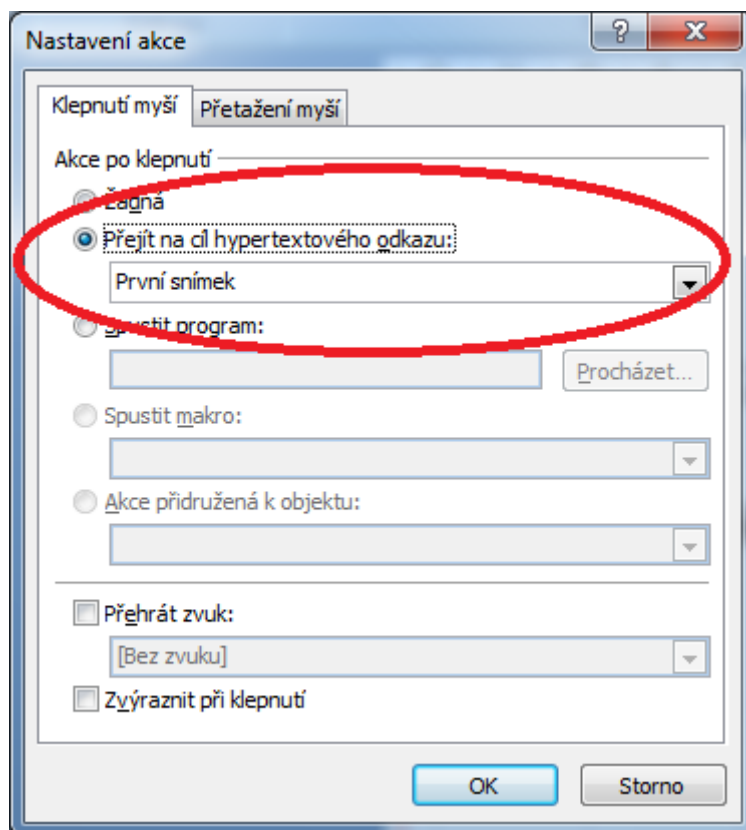 Nastavení akce
Klepnutí myší Přetažení myší
Akce po klepnutí
Žádná
Přejít na cíl hypertextového odkazu:
První snímek
Spustit program:
Procházet...
Spustit makro:
Akce přidružená k objektu:
Přehrát zvuk:
[Bez zvuku]
Zvýraznit při klepnutí
OK Storno